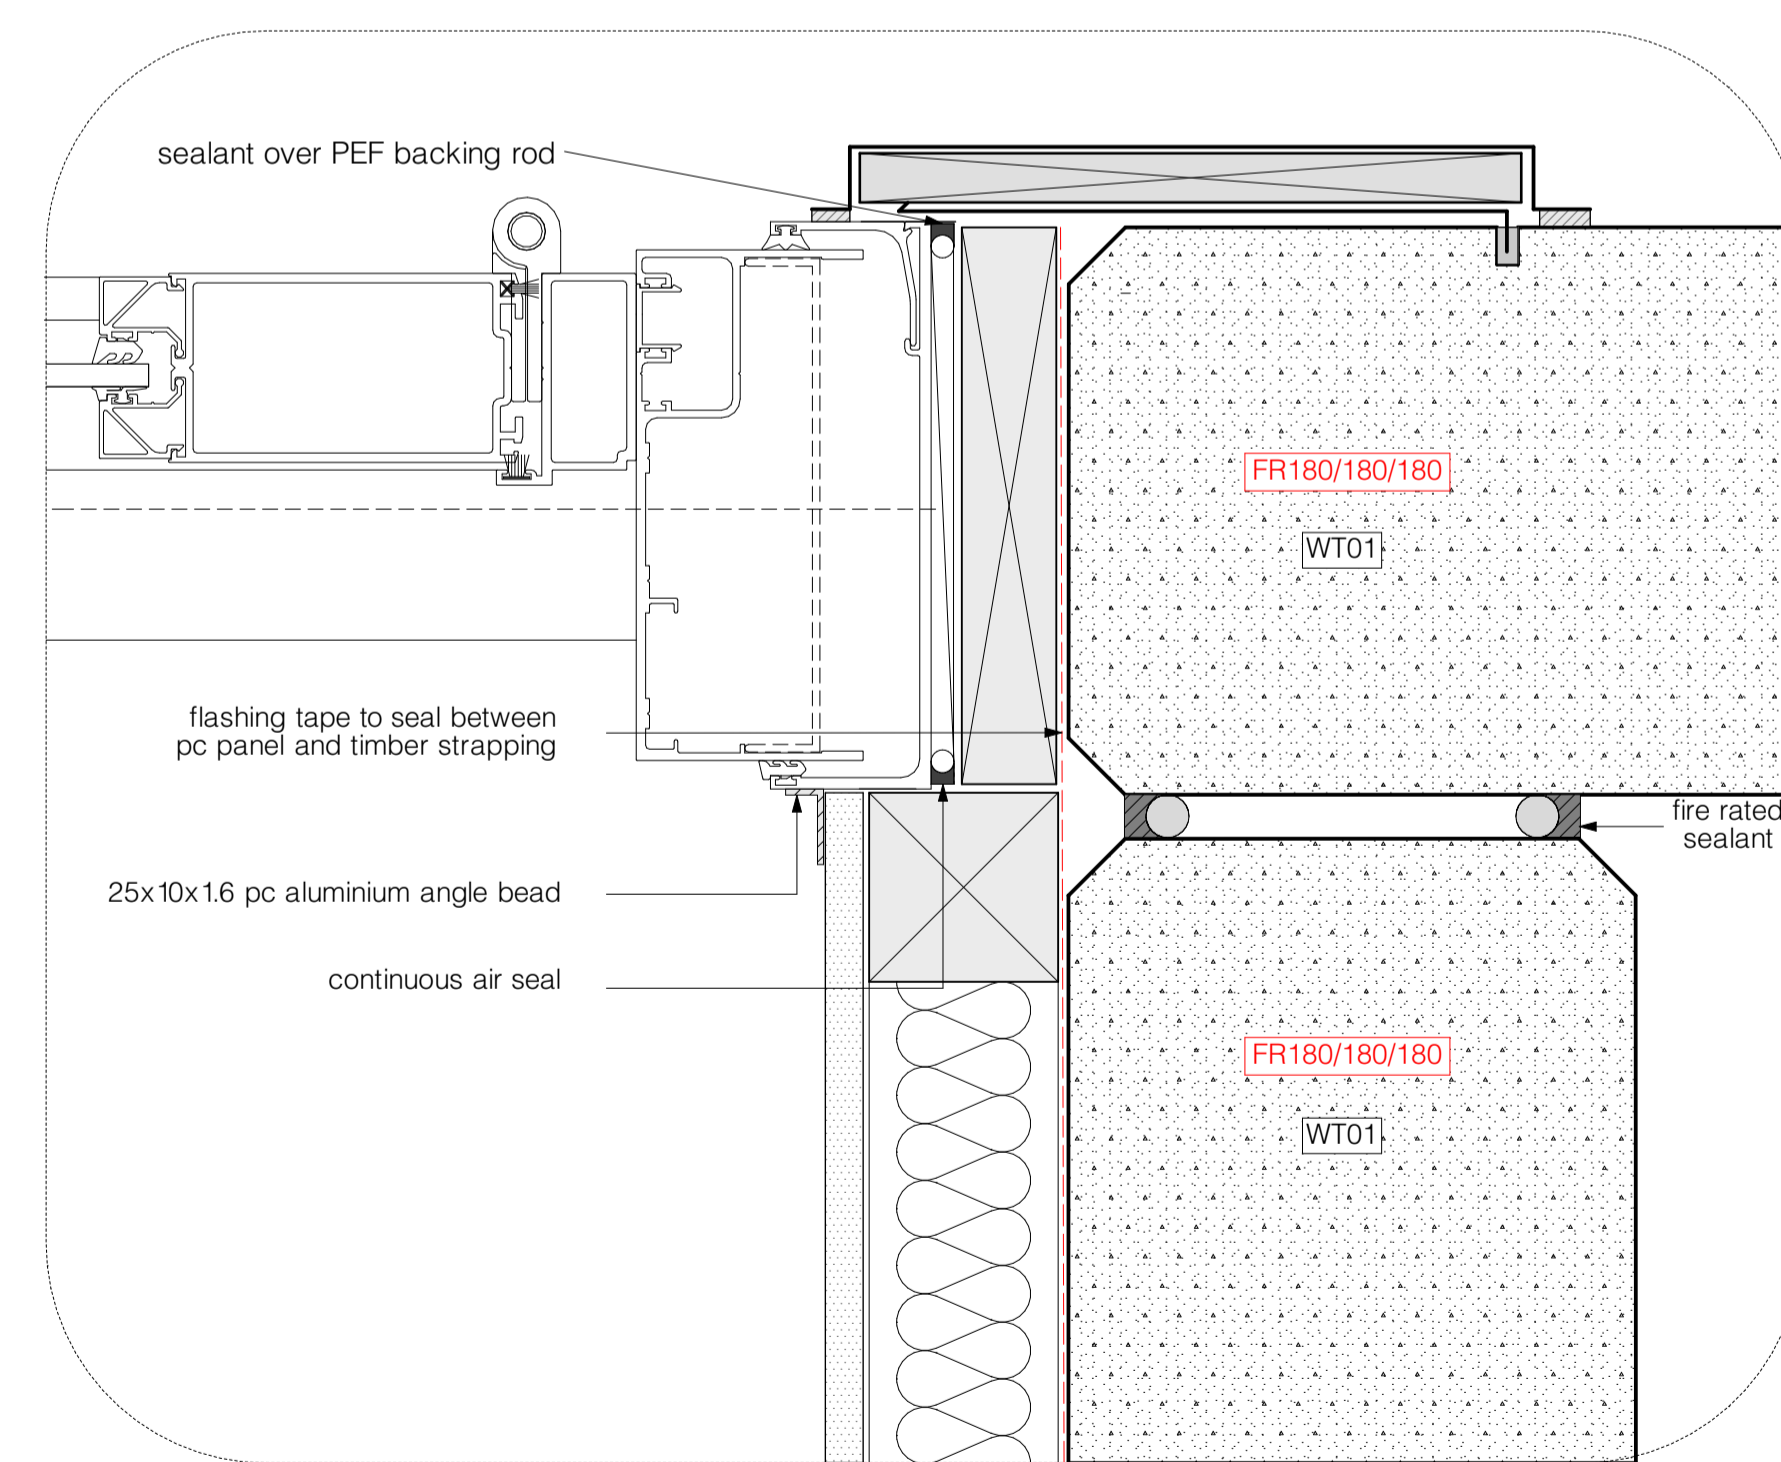 sealant over PEF backing rod
FR180/180/180
WT01
flashing tape to seal between
pc panel and timber strapping
fire rated
sealant
25x10x1.6 pc aluminium angle bead
continuous air seal
FR180/180/180
WT01